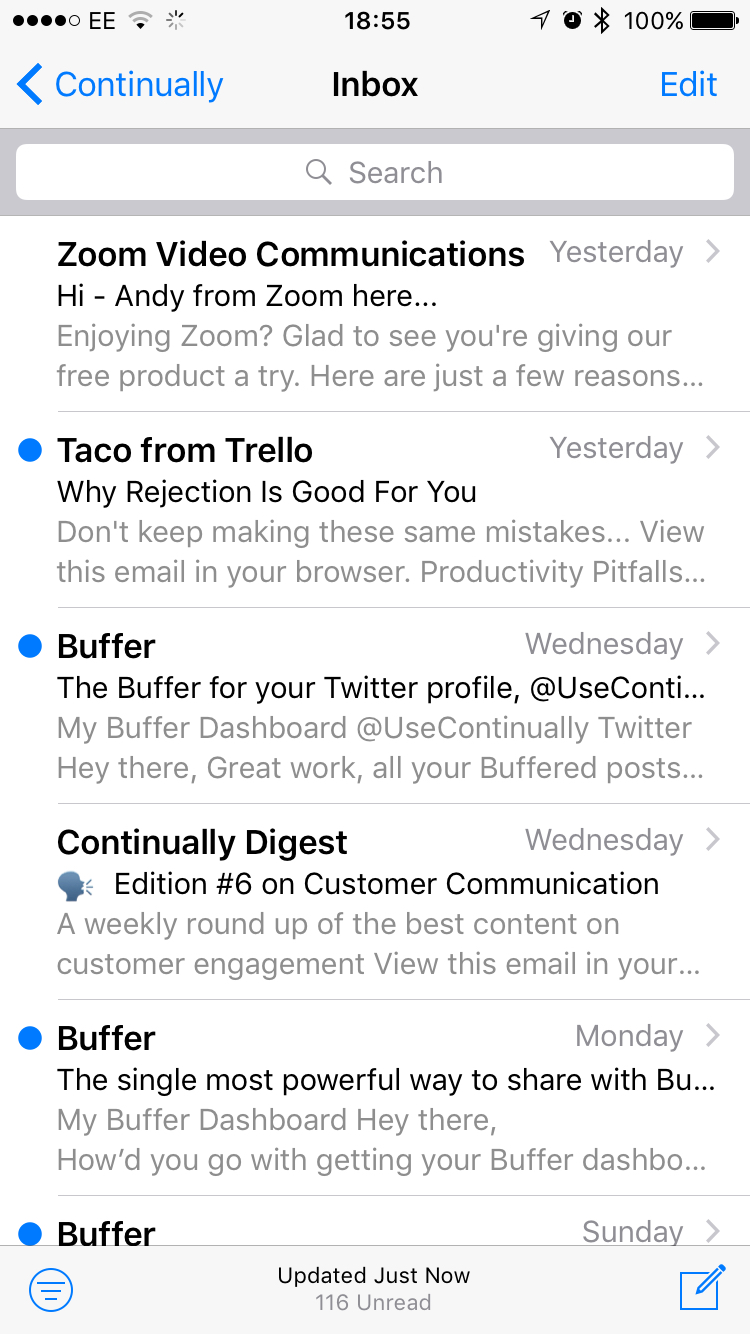 EE 18:55 100%
Continually Inbox Edit
Search
Zoom Video Communications Yesterday
Hi - Andy from Zoom here...
Enjoying Zoom? Glad to see you're giving our
free product a try. Here are just a few reasons...
Taco from Trello Yesterday
Why Rejection Is Good For You
Don't keep making these same mistakes... View
this email in your browser. Productivity Pitfalls...
Buffer Wednesday
The Buffer for your Twitter profile, @UseConti...
My Buffer Dashboard @UseContinually Twitter
Hey there, Great work, all your Buffered posts...
Continually Digest Wednesday
🗣 Edition #6 on Customer Communication
A weekly round up of the best content on
customer engagement View this email in your...
Buffer Monday
The single most powerful way to share with Bu...
My Buffer Dashboard Hey there,
How’d you go with getting your Buffer dashbo...
Buffer Sunday
Updated Just Now
116 Unread